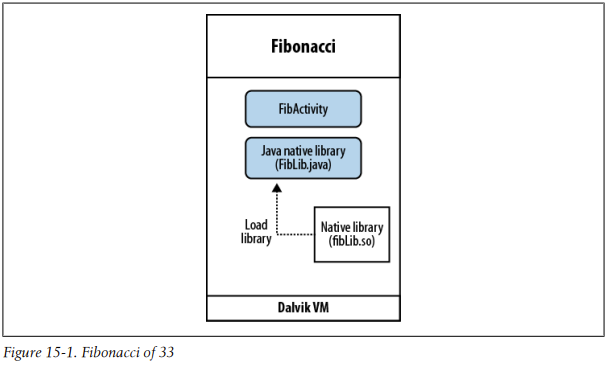 Fibonacci
FibActivity
Java native library
(FibLib.java)
Load
library
Native library
(fibLib.so)
Dalvik VM
Figure 15-1. Fibonacci of 33